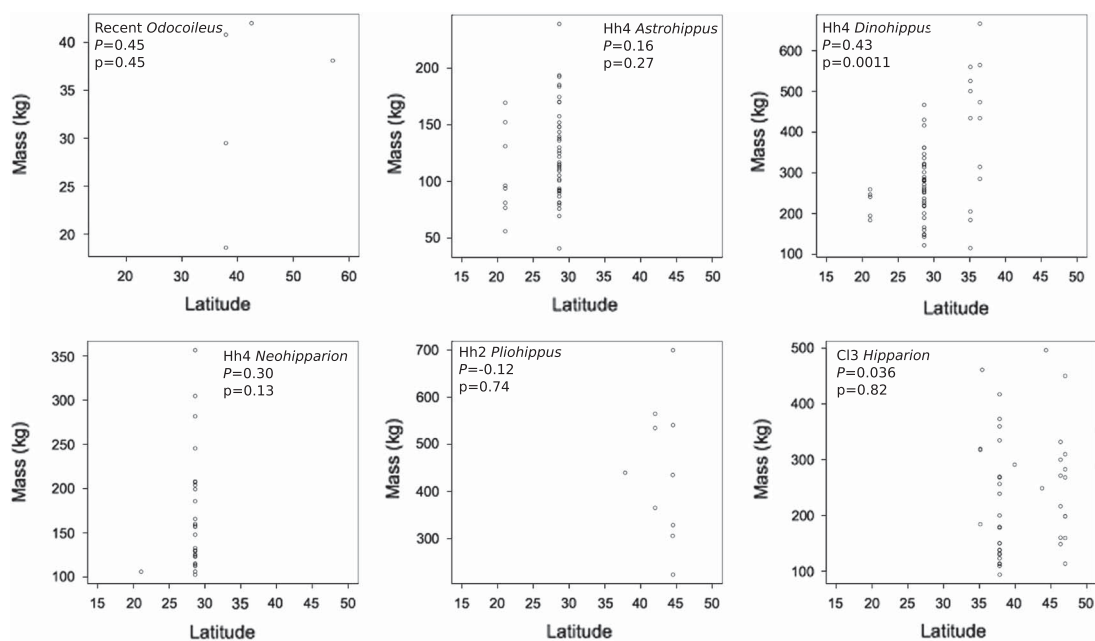 Recent Odocoileus
P=0.45
p=0.45
Mass (kg)
40
35
30
25
20
20 30 40 50 60
Latitude
Hh4 Astrohippus
P=0.16
p=0.27
Mass (kg)
200
150
100
50
15 20 25 30 35 40 45 50
Latitude
Hh4 Dinohippus
P=0.43
p=0.0011
Mass (kg)
600
500
400
300
200
100
15 20 25 30 35 40 45 50
Latitude
Hh4 Neohipparion
P=0.30
p=0.13
Mass (kg)
350
300
250
200
150
100
15 20 25 30 35 40 45 50
Latitude
Hh2 Pliohippus
P=-0.12
p=0.74
Mass (kg)
700
600
500
400
300
15 20 25 30 35 40 45 50
Latitude
Cl3 Hipparion
P=0.036
p=0.82
Mass (kg)
500
400
300
200
100
15 20 25 30 35 40 45 50
Latitude